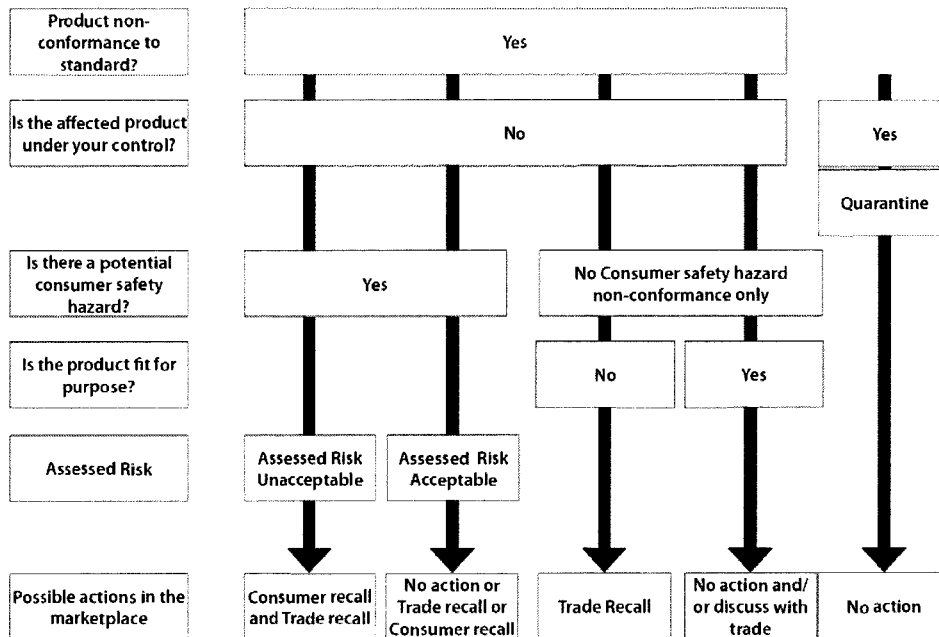 Product non-
conformance to
standard?
Yes
Is the affected product
under your control?
No
Yes
Quarantine
Is there a potential
consumer safety
hazard?
Yes
No Consumer safety hazard
non-conformance only
Is the product fit for
purpose?
No
Yes
Assessed Risk
Assessed Risk
Unacceptable
Assessed Risk
Acceptable
Possible actions in the
marketplace
Consumer recall
and Trade recall
No action or
Trade recall or
Consumer recall
Trade Recall
No action and/
or discuss with
trade
No action